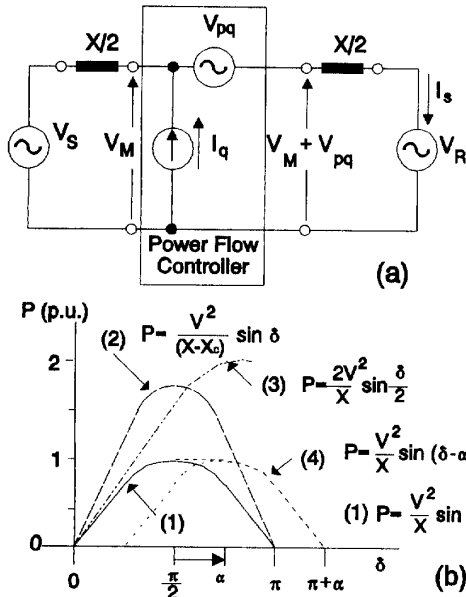 X/2
V_pq
X/2
V_S
V_M
I_q
V_M + V_pq
I_s
V_R
Power Flow
Controller
(a)
P (p.u.)
(2) P = V²/(X-X_c) sin δ
2
(3) P = 2V²/X sin δ/2
1
(4) P = V²/X sin (δ-α
(1)
(1) P = V²/X sin
0
0
π/2
α
π
π+α
δ
(b)